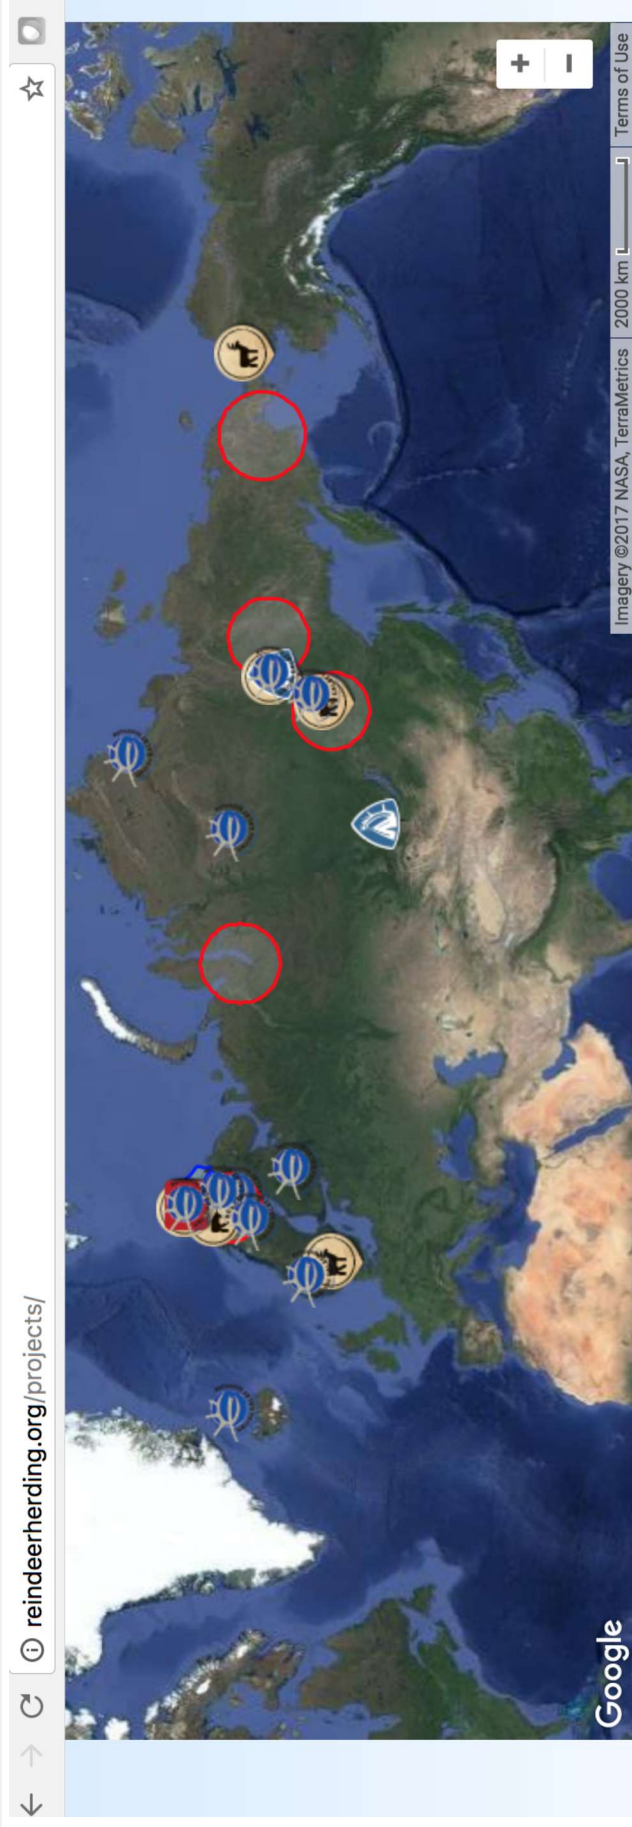 reindeerherding.org/projects/
Google
Imagery ©2017 NASA, TerraMetrics
2000 km
Terms of Use